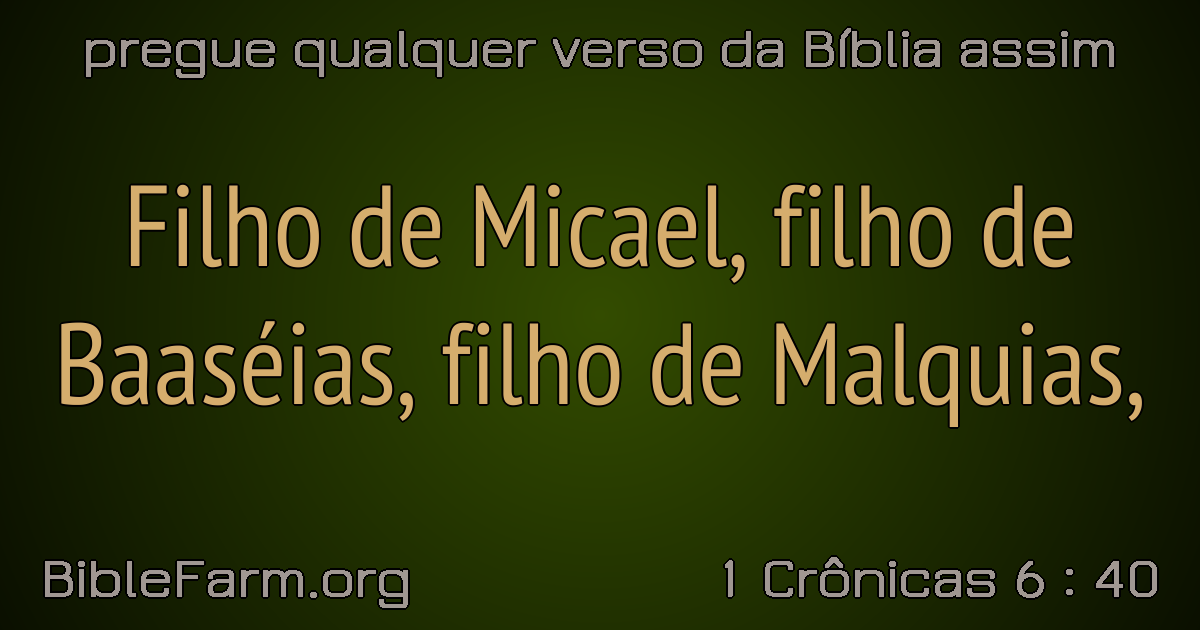 pregue qualquer verso da Bíblia assim
Filho de Micael, filho de
Baaséias, filho de Malquias,
BibleFarm.org
1 Crônicas 6 : 40